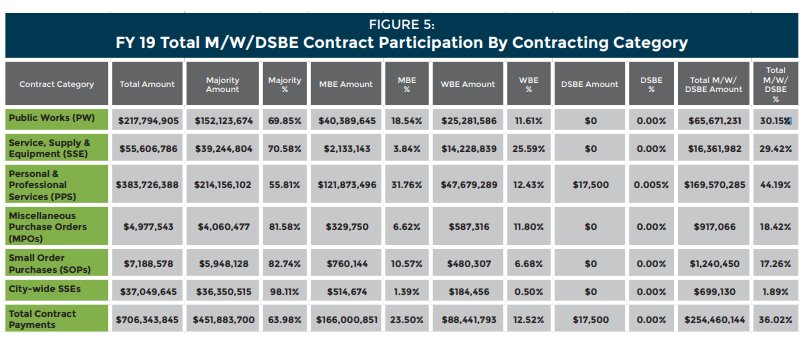 FIGURE 5:
FY 19 Total M/W/DSBE Contract Participation By Contracting Category
Contract Category Total Amount Majority Amount Majority % MBE Amount MBE % WBE Amount WBE % DSBE Amount DSBE % Total M/W/ DSBE Amount Total M/W/ DSBE %
Public Works (PW) $217,794,905 $152,123,674 69.85% $40,389,645 18.54% $25,281,586 11.61% $0 0.00% $65,671,231 30.15%
Service, Supply & Equipment (SSE) $55,606,786 $39,244,804 70.58% $2,133,143 3.84% $14,228,839 25.59% $0 0.00% $16,361,982 29.42%
Personal & Professional Services (PPS) $383,726,388 $214,156,102 55.81% $121,873,496 31.76% $47,679,289 12.43% $17,500 0.005% $169,570,285 44.19%
Miscellaneous Purchase Orders (MPOs) $4,977,543 $4,060,477 81.58% $329,750 6.62% $587,316 11.80% $0 0.00% $917,066 18.42%
Small Order Purchases (SOPs) $7,188,578 $5,948,128 82.74% $760,144 10.57% $480,307 6.68% $0 0.00% $1,240,450 17.26%
City-wide SSEs $37,049,645 $36,350,515 98.11% $514,674 1.39% $184,456 0.50% $0 0.00% $699,130 1.89%
Total Contract Payments $706,343,845 $451,883,700 63.98% $166,000,851 23.50% $88,441,793 12.52% $17,500 0.00% $254,460,144 36.02%